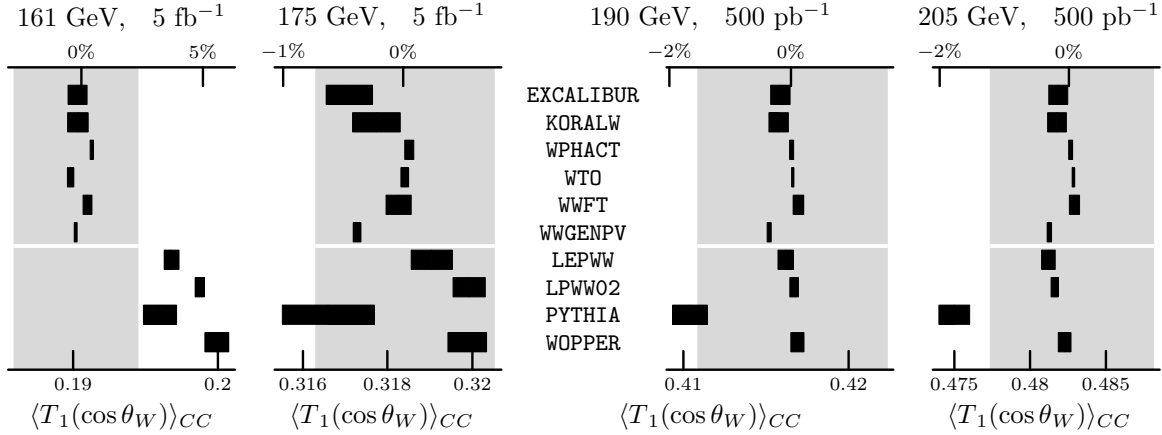 161 GeV, 5 fb⁻¹ 175 GeV, 5 fb⁻¹ 190 GeV, 500 pb⁻¹ 205 GeV, 500 pb⁻¹
0% 5% −1% 0% −2% 0% −2% 0%
EXCALIBUR
KORALW
WPHACT
WTO
WWFT
WWGENPV
LEPWW
LPWW02
PYTHIA
WOPPER
0.19 0.2 0.316 0.318 0.32 0.41 0.42 0.475 0.48 0.485
⟨T₁(cos θ_W)⟩_CC ⟨T₁(cos θ_W)⟩_CC ⟨T₁(cos θ_W)⟩_CC ⟨T₁(cos θ_W)⟩_CC